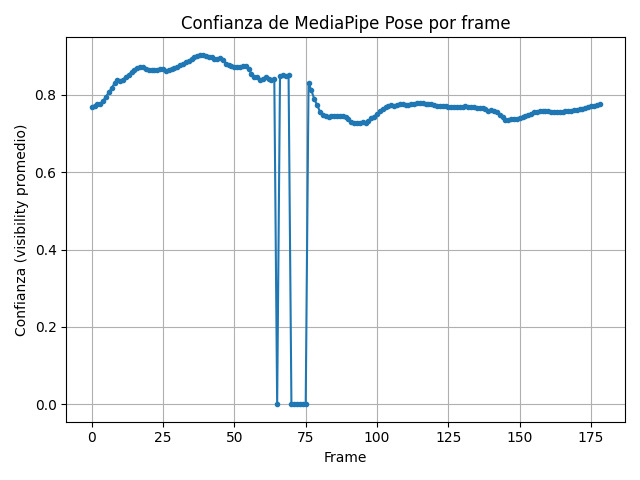 Confianza de MediaPipe Pose por frame
Confianza (visibility promedio)
0.8
0.6
0.4
0.2
0.0
0 25 50 75 100 125 150 175
Frame